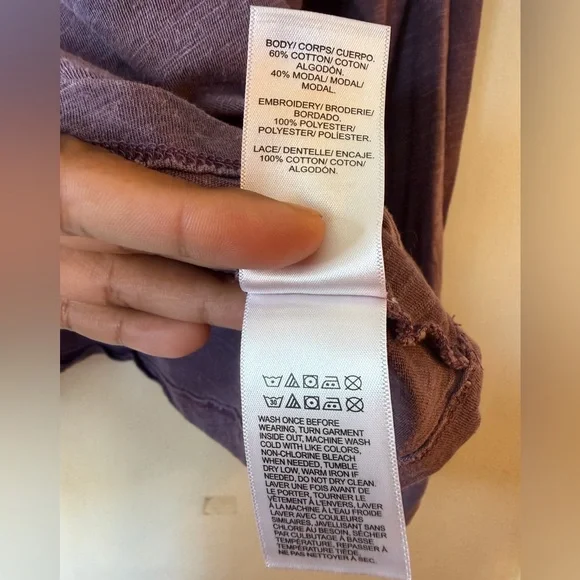 BODY/ CORPS/ CUERPO.
60% COTTON/ COTON/
ALGODÓN.
40% MODAL/ MODAL/
MODAL.
EMBROIDERY/ BRODERIE/
BORDADO.
100% POLYESTER/
POLYESTER/ POLIÉSTER.
LACE/ DENTELLE/ ENCAJE.
100% COTTON/ COTON/
ALGODÓN.
30
WASH ONCE BEFORE
WEARING, TURN GARMENT
INSIDE OUT, MACHINE WASH
COLD WITH LIKE COLORS,
NON-CHLORINE BLEACH
WHEN NEEDED, TUMBLE
DRY LOW, WARM IRON IF
NEEDED, DO NOT DRY CLEAN.
LAVER UNE FOIS AVANT DE
LE PORTER, TOURNER LE
VÊTEMENT À L'ENVERS, LAVER
À LA MACHINE À L'EAU FROIDE
LAVER AVEC COULEURS
SIMILAIRES, JAVELLISANT SANS
CHLORE AU BESOIN, SÉCHER
PAR CULBUTAGE À BASSE
TEMPÉRATURE, REPASSER À
TEMPÉRATURE TIÈDE,
NE PAS NETTOYER À SEC.